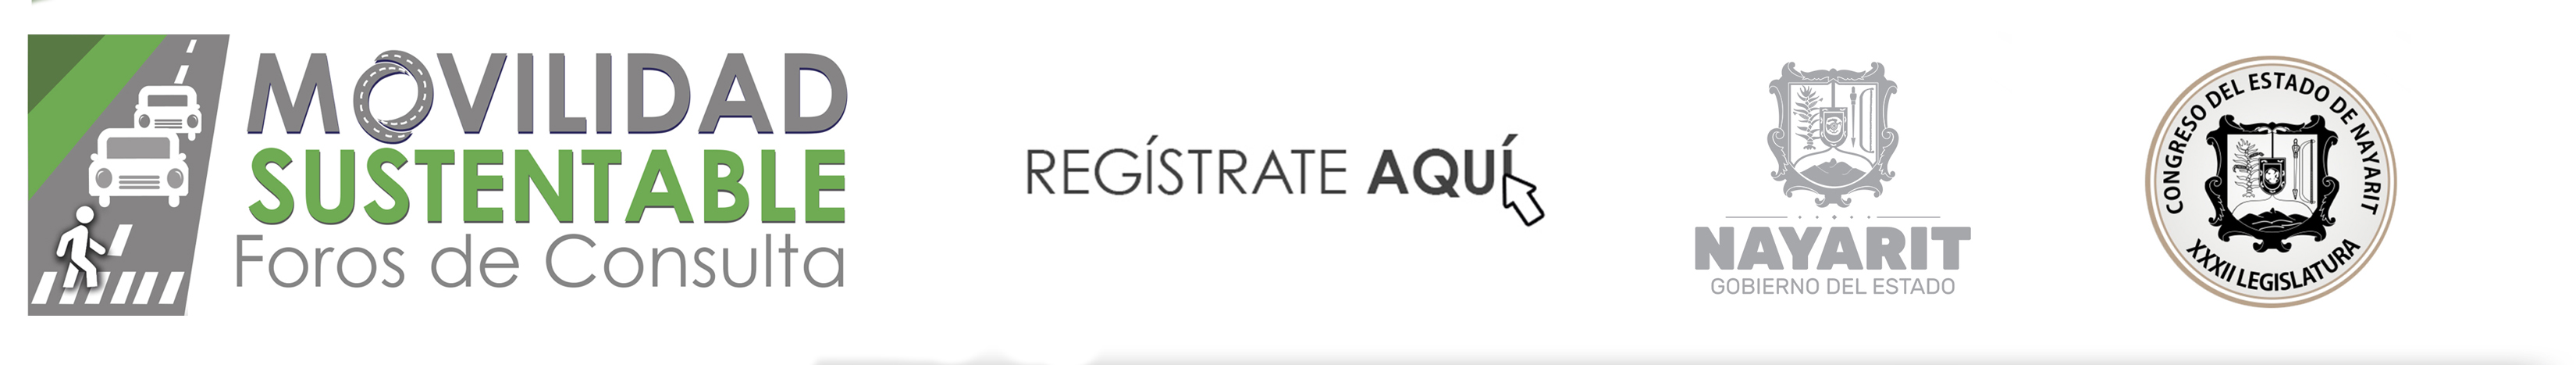 MOVILIDAD
SUSTENTABLE
Foros de Consulta
REGÍSTRATE AQUÍ
NAYARIT
GOBIERNO DEL ESTADO
CONGRESO DEL ESTADO DE NAYARIT
XXXII LEGISLATURA